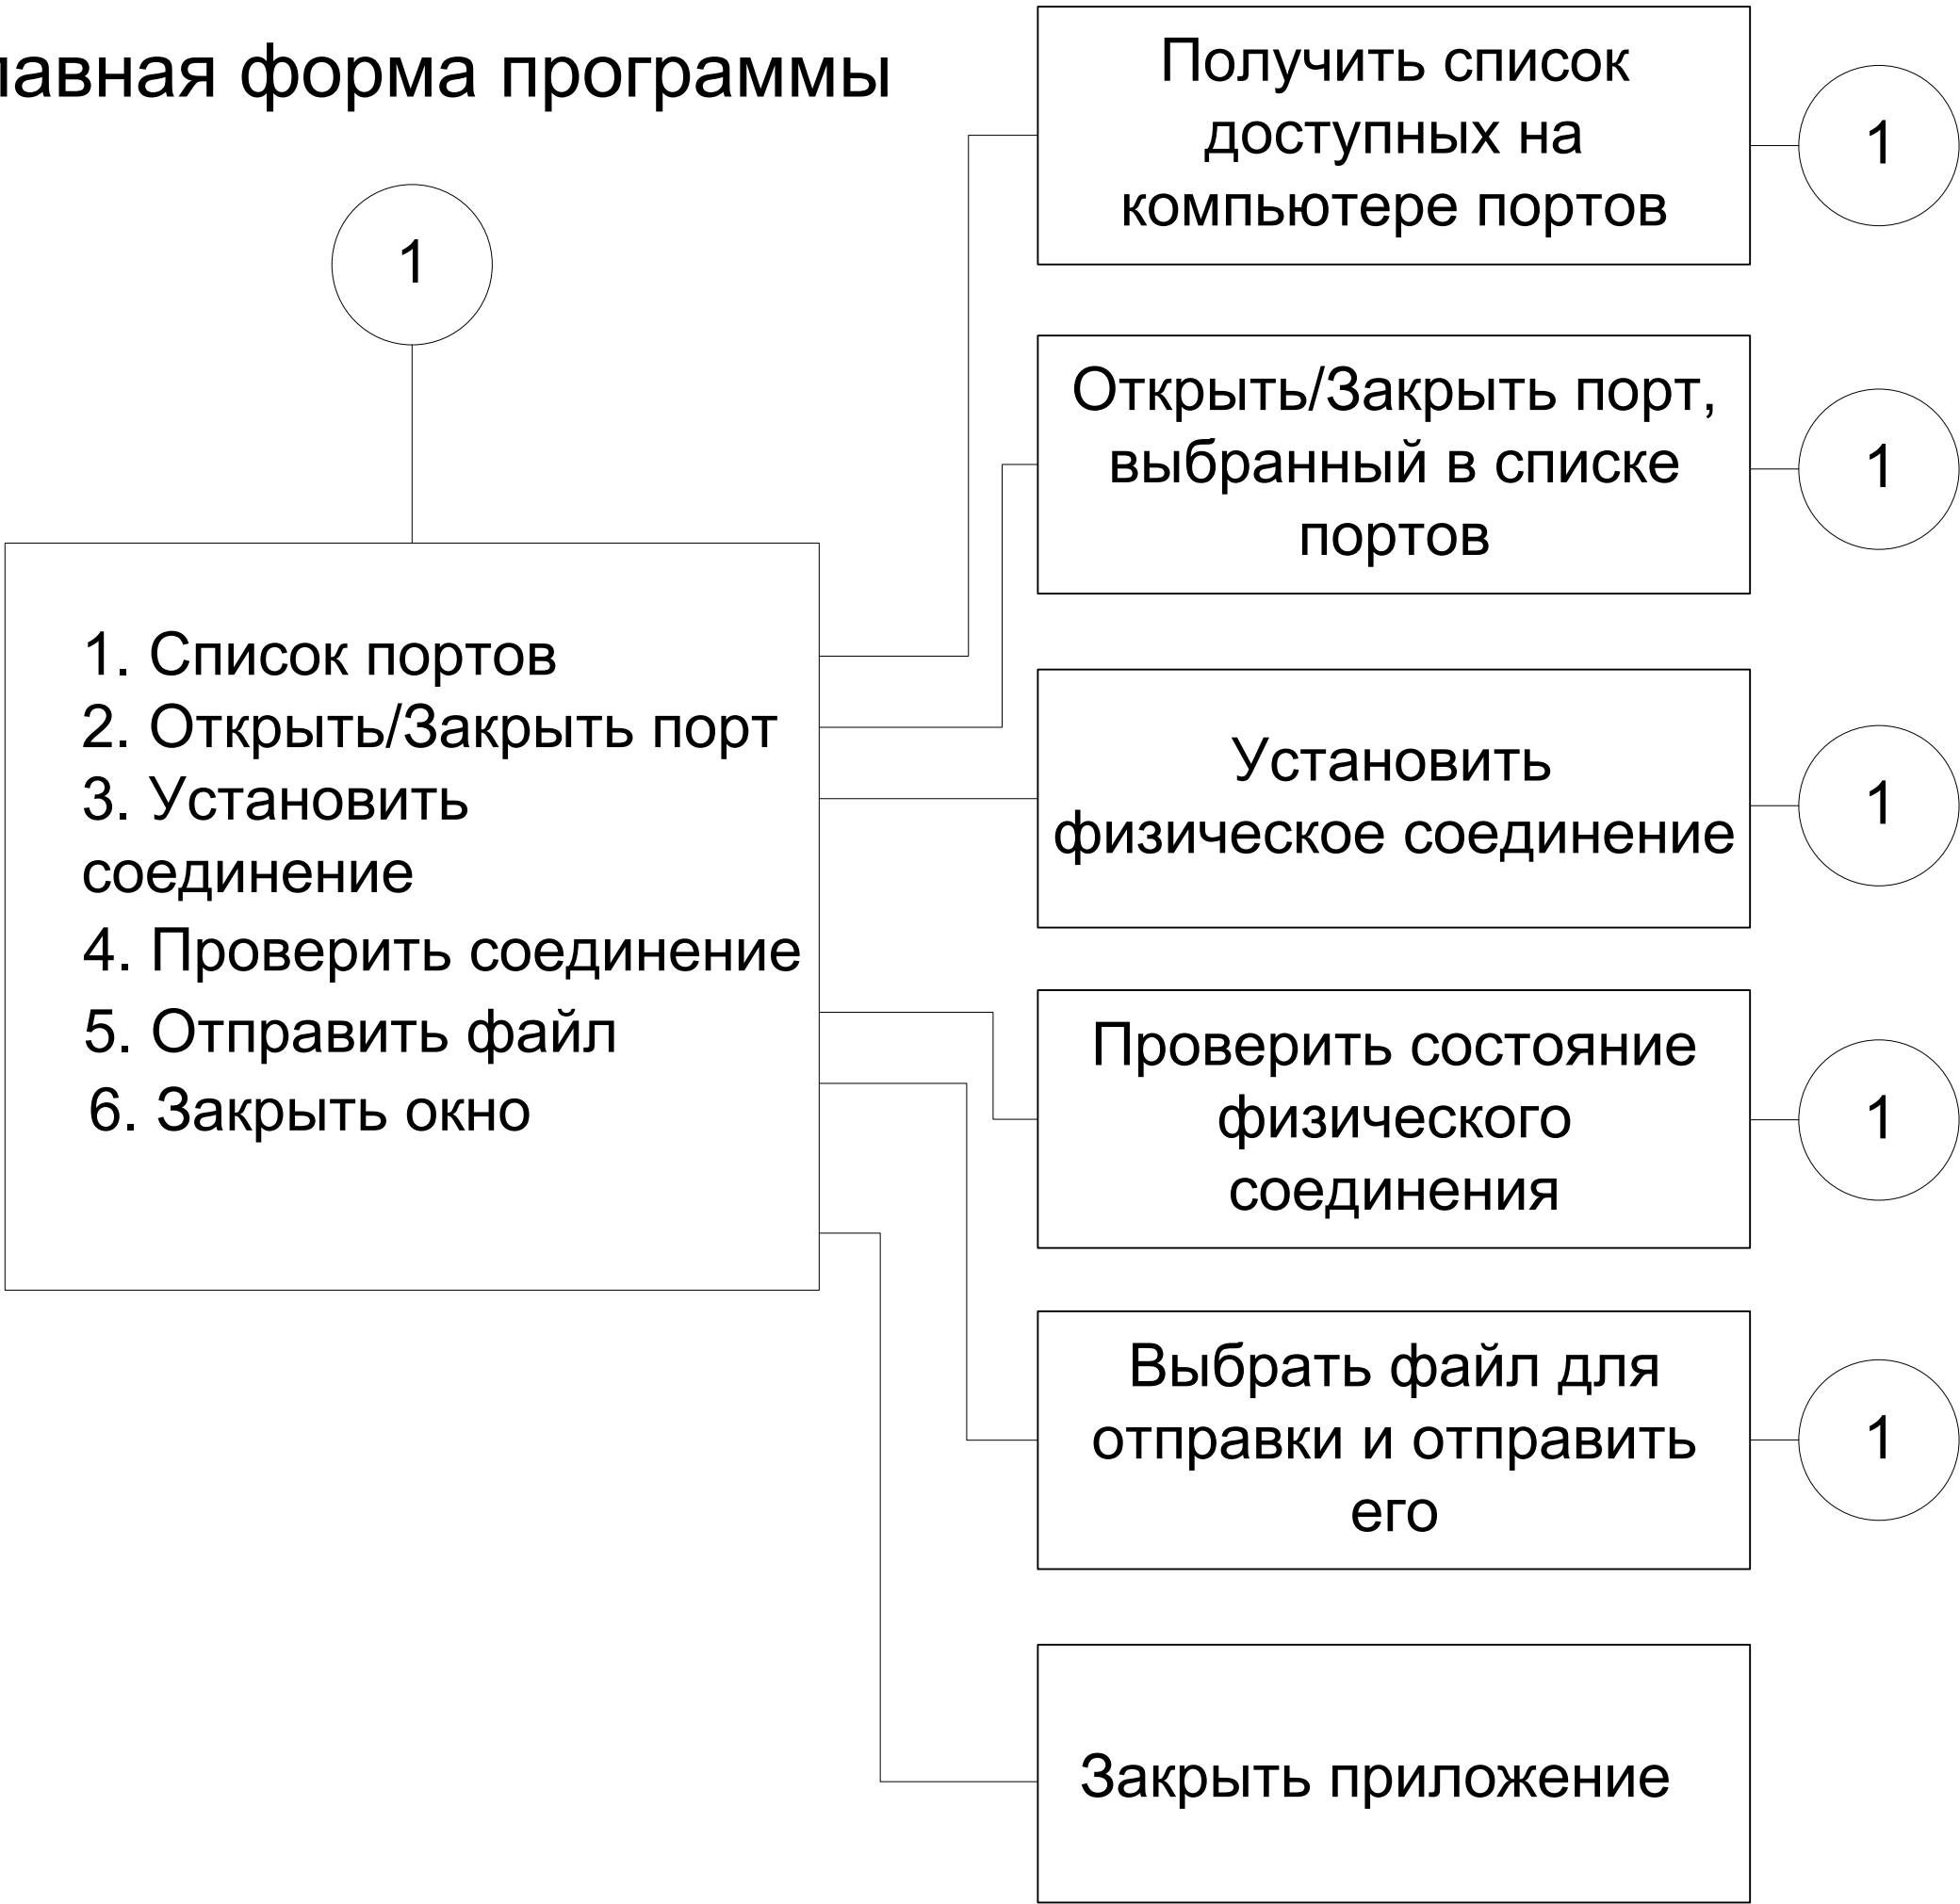 лавная форма программы
1
1. Список портов
2. Открыть/Закрыть порт
3. Установить
соединение
4. Проверить соединение
5. Отправить файл
6. Закрыть окно
Получить список
доступных на
компьютере портов
1
Открыть/Закрыть порт,
выбранный в списке
портов
1
Установить
физическое соединение
1
Проверить состояние
физического
соединения
1
Выбрать файл для
отправки и отправить
его
1
Закрыть приложение